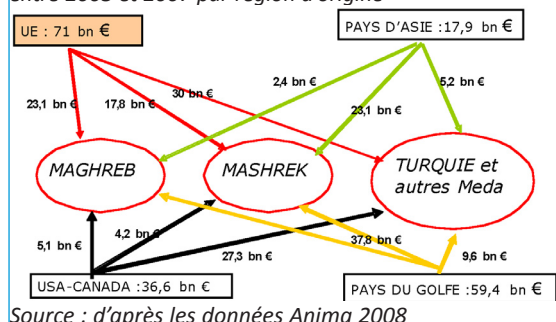 entre 2003 et 2007 par région d'origine
UE : 71 bn €
PAYS D'ASIE :17,9 bn €
23,1 bn €
17,8 bn €
30 bn €
2,4 bn €
23,1 bn €
5,2 bn €
MAGHREB
MASHREK
TURQUIE et
autres Meda
5,1 bn €
4,2 bn €
27,3 bn €
37,8 bn €
9,6 bn €
USA-CANADA :36,6 bn €
PAYS DU GOLFE :59,4 bn €
Source : d'après les données Anima 2008